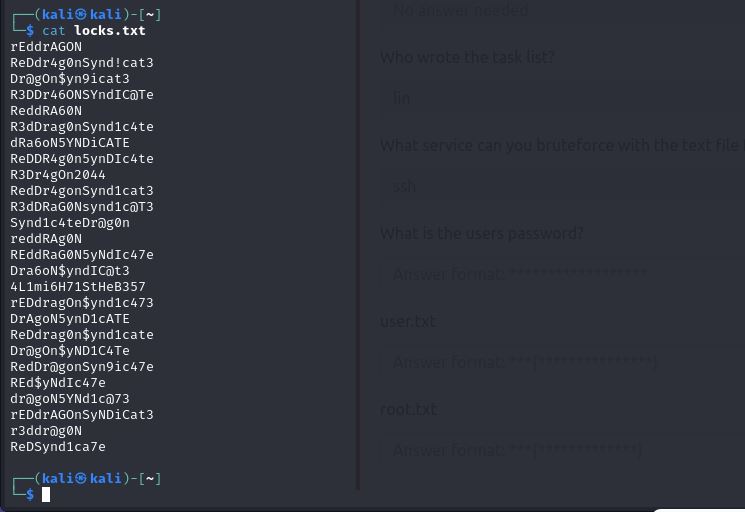 ┌──(kali㉿kali)-[~]
└─$ cat locks.txt
rEddrAGON
ReDdr4g0nSynd!cat3
Dr@gOn$yn9icat3
R3DDr46ONSYndIC@Te
ReddRA60N
R3dDrag0nSynd1c4te
dRa6oN5YNDiCATE
ReDDR4g0n5ynDIc4te
R3Dr4gOn2044
RedDr4gonSynd1cat3
R3dDRaG0Nsynd1c@T3
Synd1c4teDr@g0n
reddRAg0N
REddRaG0N5yNdIc47e
Dra6oN$yndIC@t3
4L1mi6H71StHeB357
rEDdragOn$ynd1c473
DrAgoN5ynD1cATE
ReDdrag0n$ynd1cate
Dr@gOn$yND1C4Te
RedDr@gonSyn9ic47e
REd$yNdIc47e
dr@goN5YNd1c@73
rEDdrAGOnSyNDiCat3
r3ddr@g0N
ReDSynd1ca7e
┌──(kali㉿kali)-[~]
└─$
No answer needed
Who wrote the task list?
lin
What service can you bruteforce with the text file
ssh
What is the users password?
Answer format: ******************
user.txt
Answer format: ***{****************}
root.txt
Answer format: ***{**************}